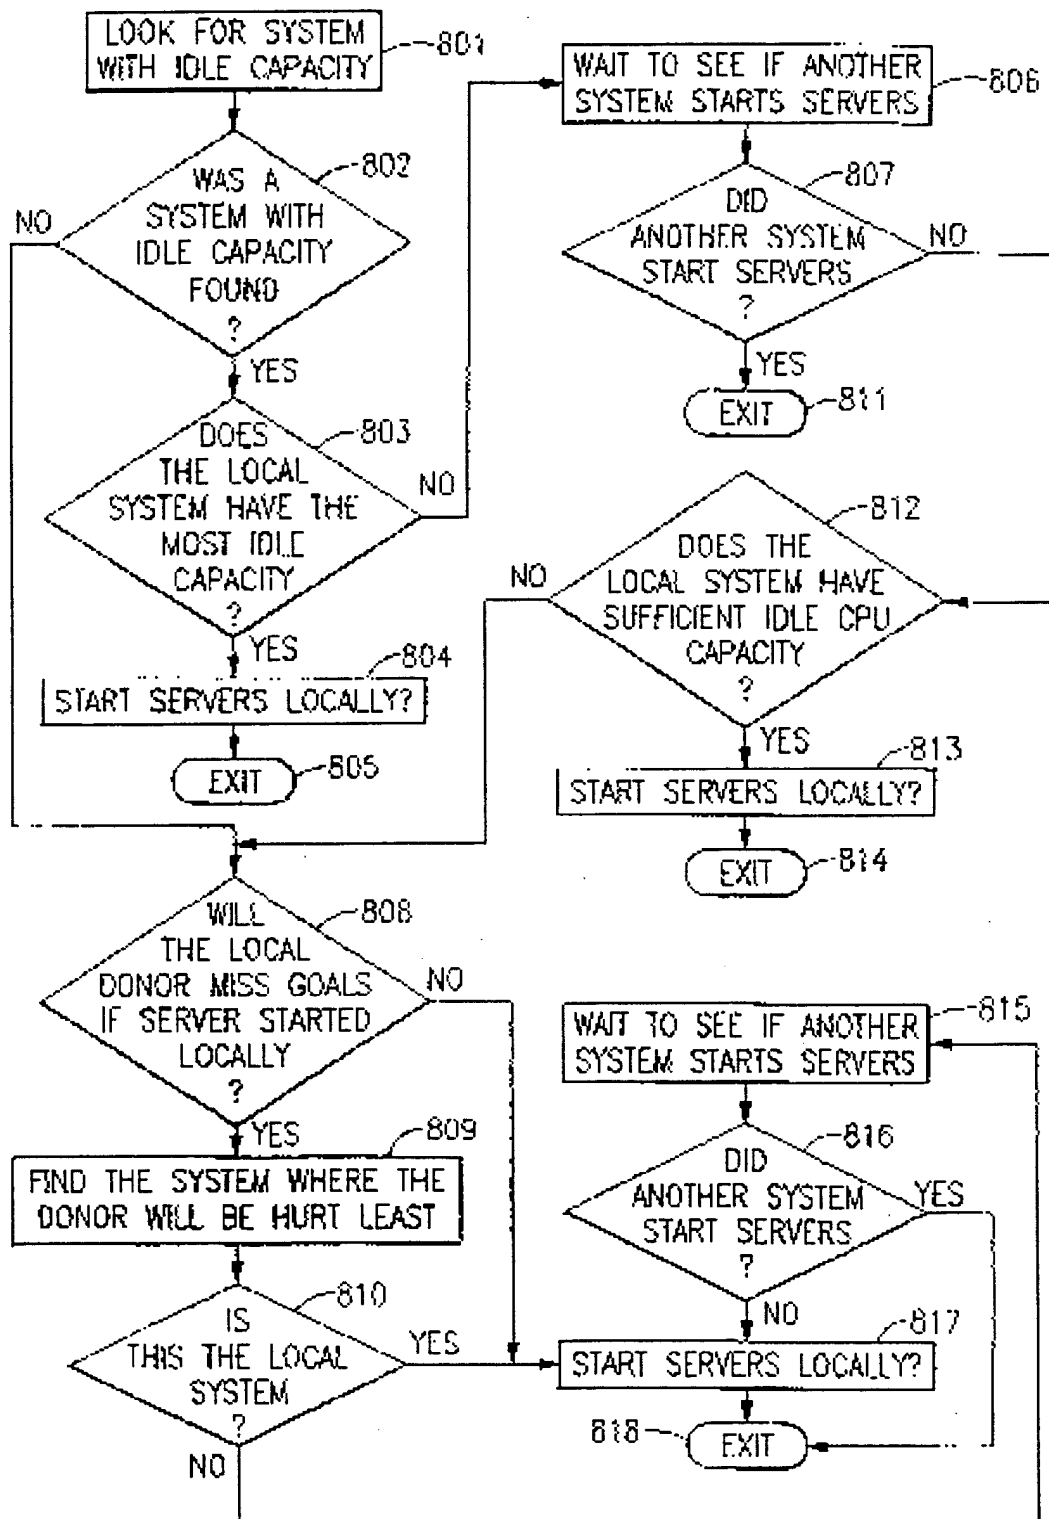 LOOK FOR SYSTEM
WITH IDLE CAPACITY
801
WAS A
SYSTEM WITH
IDLE CAPACITY
FOUND
?
802
NO
YES
DOES
THE LOCAL
SYSTEM HAVE THE
MOST IDLE
CAPACITY
?
803
NO
YES
804
START SERVERS LOCALLY?
EXIT
805
WAIT TO SEE IF ANOTHER
SYSTEM STARTS SERVERS
806
807
DID
ANOTHER SYSTEM
START SERVERS
?
NO
YES
EXIT
811
812
DOES THE
LOCAL SYSTEM HAVE
SUFFICIENT IDLE CPU
CAPACITY
?
NO
YES
813
START SERVERS LOCALLY?
EXIT
814
WILL
THE LOCAL
DONOR MISS GOALS
IF SERVER STARTED
LOCALLY
?
808
NO
YES
809
FIND THE SYSTEM WHERE THE
DONOR WILL BE HURT LEAST
810
IS
THIS THE LOCAL
SYSTEM
?
YES
NO
815
WAIT TO SEE IF ANOTHER
SYSTEM STARTS SERVERS
816
DID
ANOTHER SYSTEM
START SERVERS
?
YES
NO
817
START SERVERS LOCALLY?
818
EXIT